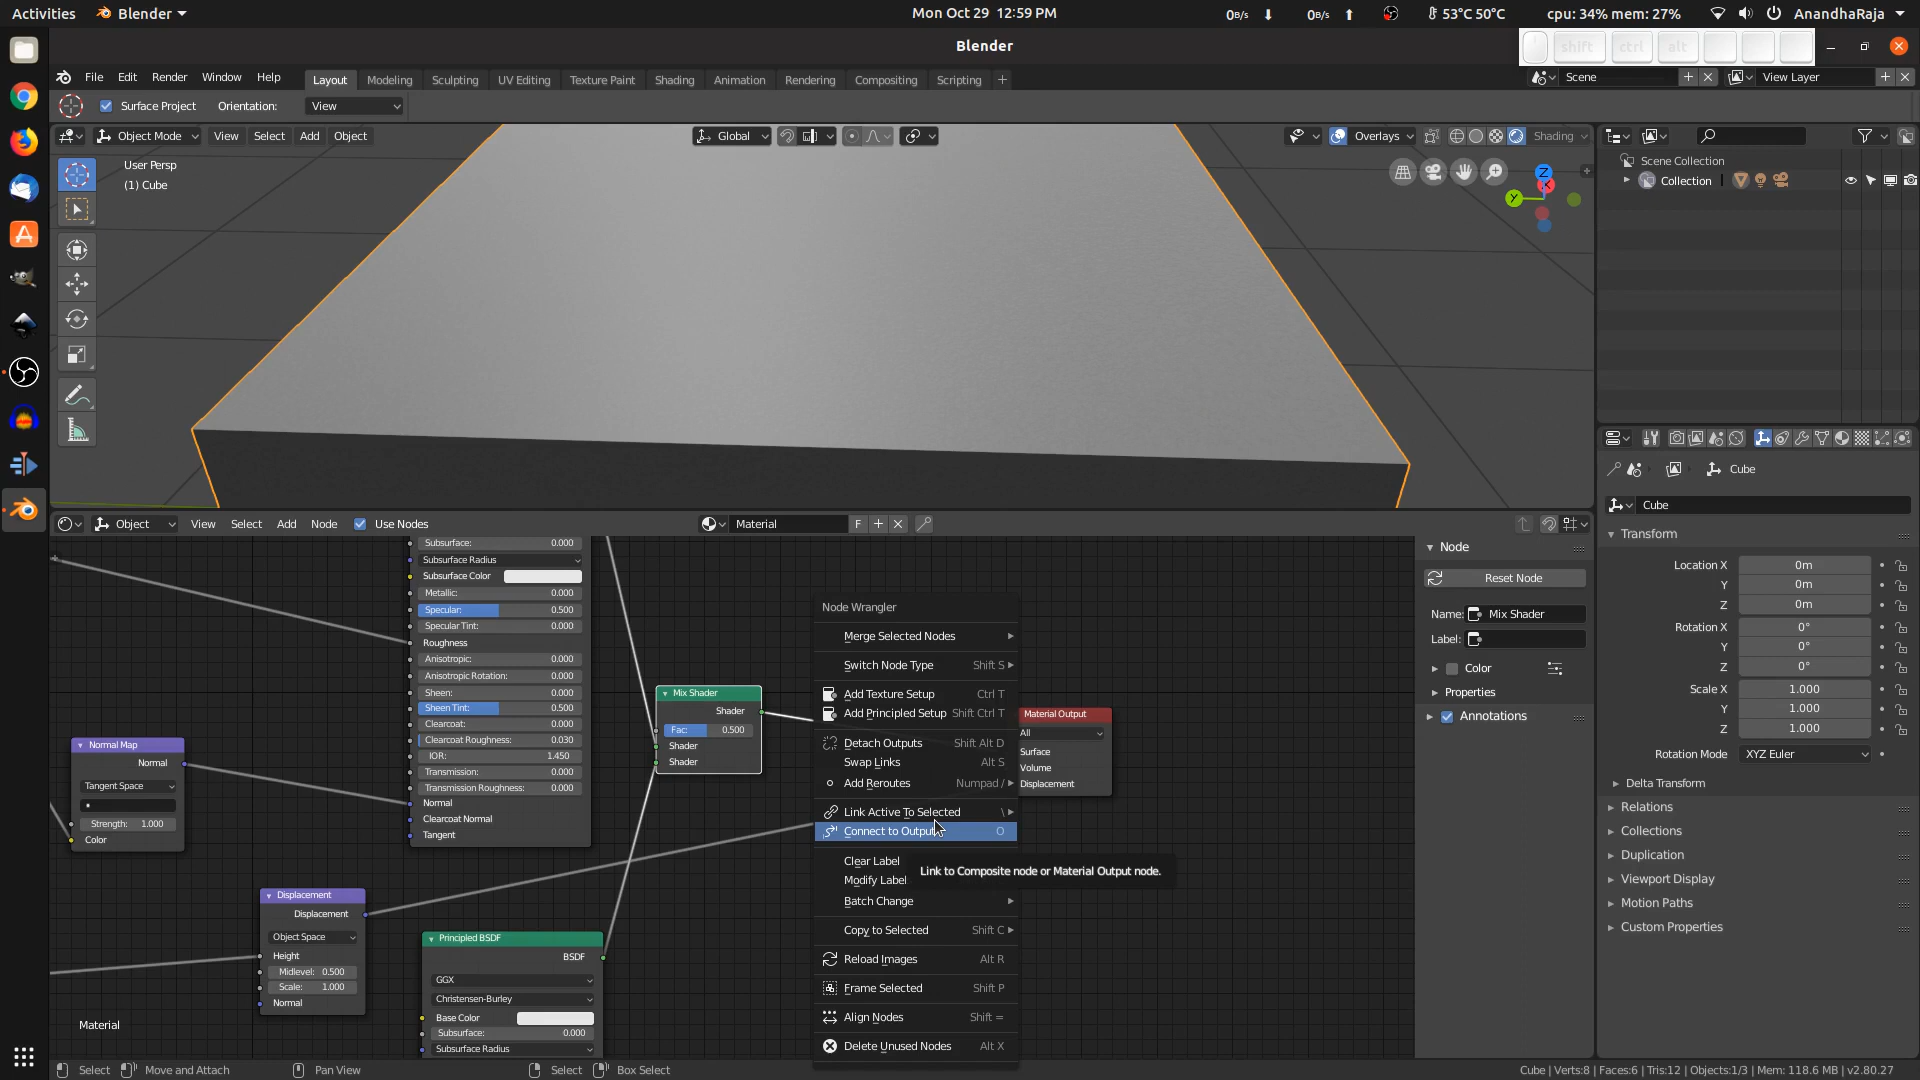 Activities
Blender
Mon Oct 29 12:59 PM
0B/s
0B/s
53°C 50°C
cpu: 34% mem: 27%
AnandhaRaja
Blender
shift ctrl alt
File Edit Render Window Help
Layout Modeling Sculpting UV Editing Texture Paint Shading Animation Rendering Compositing Scripting +
Scene
View Layer
Surface Project Orientation: View
Object Mode View Select Add Object
Global
Overlays
Shading
User Persp
(1) Cube
Z
X
Y
Scene Collection
Collection
Cube
Cube
Transform
Location X 0m
Y 0m
Z 0m
Rotation X 0°
Y 0°
Z 0°
Scale X 1.000
Y 1.000
Z 1.000
Rotation Mode XYZ Euler
Delta Transform
Relations
Collections
Duplication
Viewport Display
Motion Paths
Custom Properties
Object View Select Add Node Use Nodes
Material F
Subsurface: 0.000
Subsurface Radius
Subsurface Color
Metallic: 0.000
Specular: 0.500
Specular Tint: 0.000
Roughness
Anisotropic: 0.000
Anisotropic Rotation: 0.000
Sheen: 0.000
Sheen Tint: 0.500
Clearcoat: 0.000
Clearcoat Roughness: 0.030
IOR: 1.450
Transmission: 0.000
Transmission Roughness: 0.000
Normal
Clearcoat Normal
Tangent
Normal Map
Normal
Tangent Space
Strength: 1.000
Color
Displacement
Displacement
Object Space
Height
Midlevel: 0.500
Scale: 1.000
Normal
Principled BSDF
BSDF
GGX
Christensen-Burley
Base Color
Subsurface: 0.000
Subsurface Radius
Mix Shader
Shader
Fac: 0.500
Shader
Shader
Node Wrangler
Merge Selected Nodes
Switch Node Type Shift S
Add Texture Setup Ctrl T
Add Principled Setup Shift Ctrl T
Detach Outputs Shift Alt D
Swap Links Alt S
Add Reroutes Numpad /
Link Active To Selected \
Connect to Output O
Clear Label
Modify Label
Link to Composite node or Material Output node.
Batch Change
Copy to Selected Shift C
Reload Images Alt R
Frame Selected Shift P
Align Nodes Shift =
Delete Unused Nodes Alt X
Material Output
All
Surface
Volume
Displacement
Node
Reset Node
Name: Mix Shader
Label:
Color
Properties
Annotations
Material
Select Move and Attach Pan View Select Box Select
Cube | Verts:8 | Faces:6 | Tris:12 | Objects:1/3 | Mem: 118.6 MB | v2.80.27